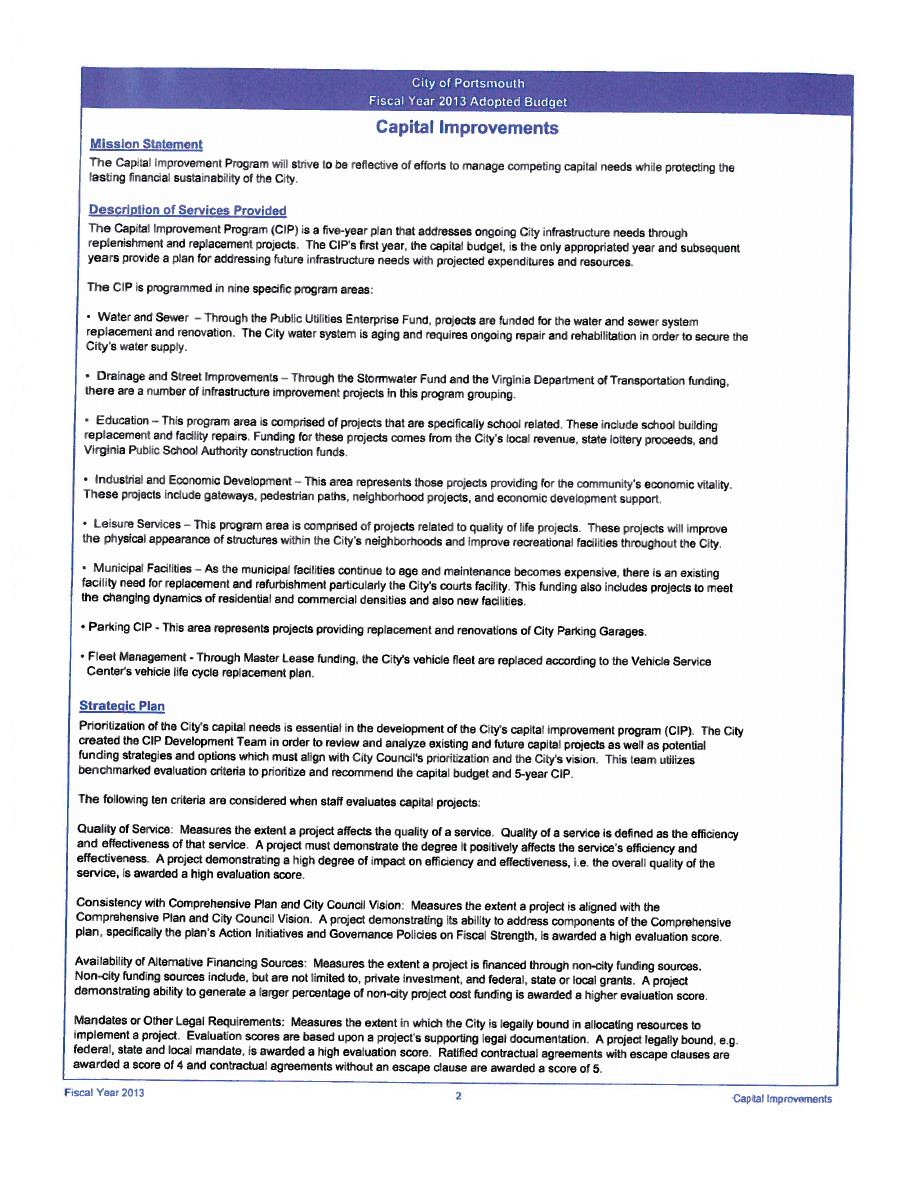 City of Portsmouth
Fiscal Year 2013 Adopted Budget
Capital Improvements
Mission Statement
The Capital Improvement Program will strive to be reflective of efforts to manage competing capital needs while protecting the
lasting financial sustainability of the City.
Description of Services Provided
The Capital Improvement Program (CIP) is a five-year plan that addresses ongoing City infrastructure needs through
replenishment and replacement projects. The CIP's first year, the capital budget, is the only appropriated year and subsequent
years provide a plan for addressing future infrastructure needs with projected expenditures and resources.
The CIP is programmed in nine specific program areas:
• Water and Sewer – Through the Public Utilities Enterprise Fund, projects are funded for the water and sewer system
replacement and renovation. The City water system is aging and requires ongoing repair and rehabilitation in order to secure the
City's water supply.
• Drainage and Street Improvements – Through the Stormwater Fund and the Virginia Department of Transportation funding,
there are a number of infrastructure improvement projects in this program grouping.
• Education – This program area is comprised of projects that are specifically school related. These include school building
replacement and facility repairs. Funding for these projects comes from the City's local revenue, state lottery proceeds, and
Virginia Public School Authority construction funds.
• Industrial and Economic Development – This area represents those projects providing for the community's economic vitality.
These projects include gateways, pedestrian paths, neighborhood projects, and economic development support.
• Leisure Services – This program area is comprised of projects related to quality of life projects. These projects will improve
the physical appearance of structures within the City's neighborhoods and improve recreational facilities throughout the City.
• Municipal Facilities – As the municipal facilities continue to age and maintenance becomes expensive, there is an existing
facility need for replacement and refurbishment particularly the City's courts facility. This funding also includes projects to meet
the changing dynamics of residential and commercial densities and also new facilities.
• Parking CIP - This area represents projects providing replacement and renovations of City Parking Garages.
• Fleet Management - Through Master Lease funding, the City's vehicle fleet are replaced according to the Vehicle Service
Center's vehicle life cycle replacement plan.
Strategic Plan
Prioritization of the City's capital needs is essential in the development of the City's capital improvement program (CIP). The City
created the CIP Development Team in order to review and analyze existing and future capital projects as well as potential
funding strategies and options which must align with City Council's prioritization and the City's vision. This team utilizes
benchmarked evaluation criteria to prioritize and recommend the capital budget and 5-year CIP.
The following ten criteria are considered when staff evaluates capital projects:
Quality of Service: Measures the extent a project affects the quality of a service. Quality of a service is defined as the efficiency
and effectiveness of that service. A project must demonstrate the degree it positively affects the service's efficiency and
effectiveness. A project demonstrating a high degree of impact on efficiency and effectiveness, i.e. the overall quality of the
service, is awarded a high evaluation score.
Consistency with Comprehensive Plan and City Council Vision: Measures the extent a project is aligned with the
Comprehensive Plan and City Council Vision. A project demonstrating its ability to address components of the Comprehensive
plan, specifically the plan's Action Initiatives and Governance Policies on Fiscal Strength, is awarded a high evaluation score.
Availability of Alternative Financing Sources: Measures the extent a project is financed through non-city funding sources.
Non-city funding sources include, but are not limited to, private investment, and federal, state or local grants. A project
demonstrating ability to generate a larger percentage of non-city project cost funding is awarded a higher evaluation score.
Mandates or Other Legal Requirements: Measures the extent in which the City is legally bound in allocating resources to
implement a project. Evaluation scores are based upon a project's supporting legal documentation. A project legally bound, e.g.
federal, state and local mandate, is awarded a high evaluation score. Ratified contractual agreements with escape clauses are
awarded a score of 4 and contractual agreements without an escape clause are awarded a score of 5.
Fiscal Year 2013
2
Capital Improvements